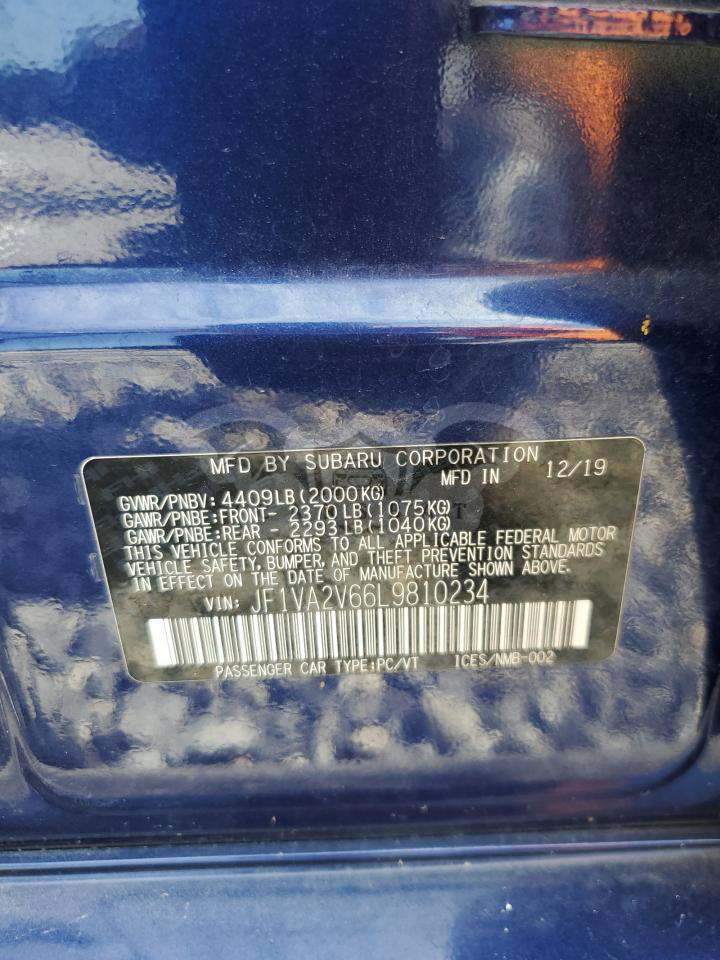 MFD BY SUBARU CORPORATION
MFD IN 12/19
GVWR/PNBV: 4409LB(2000KG)
GAWR/PNBE:FRONT- 2370LB(1075KG)
GAWR/PNBE:REAR - 2293LB(1040KG)
THIS VEHICLE CONFORMS TO ALL APPLICABLE FEDERAL MOTOR
VEHICLE SAFETY, BUMPER, AND THEFT PREVENTION STANDARDS
IN EFFECT ON THE DATE OF MANUFACTURE SHOWN ABOVE.
VIN: JF1VA2V66L9810234
PASSENGER CAR TYPE:PC/VT ICES/NMB-002